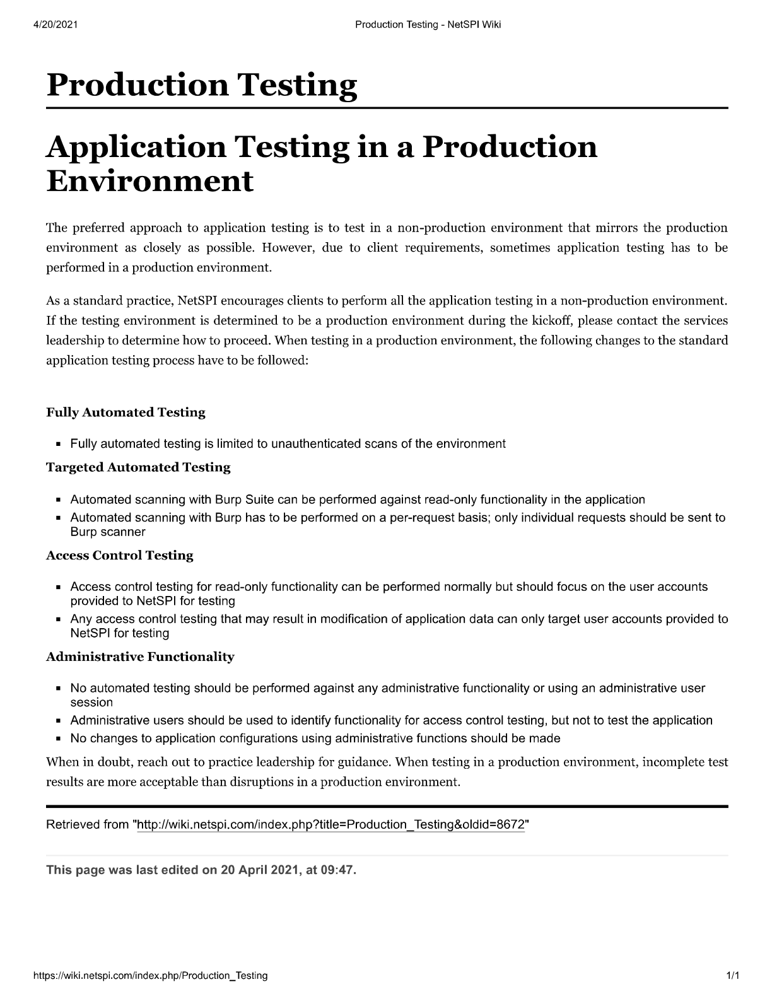 4/20/2021 Production Testing - NetSPI Wiki
Production Testing
Application Testing in a Production
Environment
The preferred approach to application testing is to test in a non-production environment that mirrors the production
environment as closely as possible. However, due to client requirements, sometimes application testing has to be
performed in a production environment.
As a standard practice, NetSPI encourages clients to perform all the application testing in a non-production environment.
If the testing environment is determined to be a production environment during the kickoff, please contact the services
leadership to determine how to proceed. When testing in a production environment, the following changes to the standard
application testing process have to be followed:
Fully Automated Testing
▪ Fully automated testing is limited to unauthenticated scans of the environment
Targeted Automated Testing
▪ Automated scanning with Burp Suite can be performed against read-only functionality in the application
▪ Automated scanning with Burp has to be performed on a per-request basis; only individual requests should be sent to
Burp scanner
Access Control Testing
▪ Access control testing for read-only functionality can be performed normally but should focus on the user accounts
provided to NetSPI for testing
▪ Any access control testing that may result in modification of application data can only target user accounts provided to
NetSPI for testing
Administrative Functionality
▪ No automated testing should be performed against any administrative functionality or using an administrative user
session
▪ Administrative users should be used to identify functionality for access control testing, but not to test the application
▪ No changes to application configurations using administrative functions should be made
When in doubt, reach out to practice leadership for guidance. When testing in a production environment, incomplete test
results are more acceptable than disruptions in a production environment.
Retrieved from "http://wiki.netspi.com/index.php?title=Production_Testing&oldid=8672"
This page was last edited on 20 April 2021, at 09:47.
https://wiki.netspi.com/index.php/Production_Testing 1/1